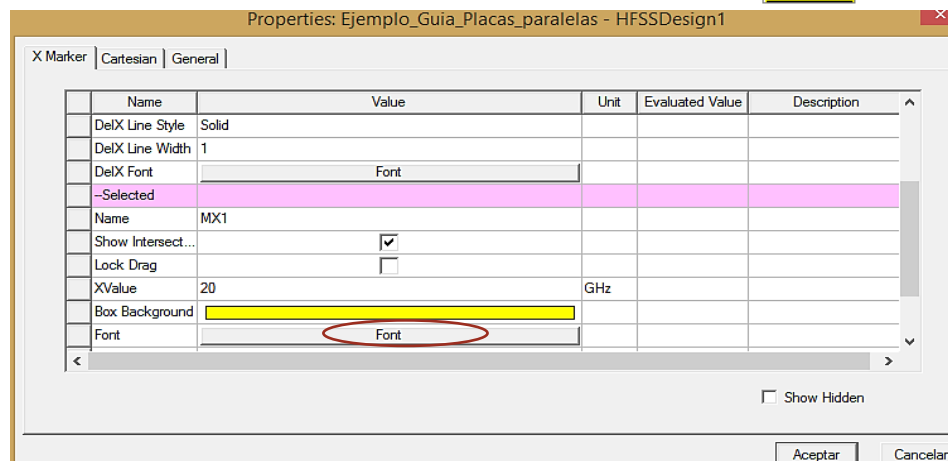 Properties: Ejemplo_Guia_Placas_paralelas - HFSSDesign1
X Marker Cartesian General
Name Value Unit Evaluated Value Description
DelX Line Style Solid
DelX Line Width 1
DelX Font Font
--Selected
Name MX1
Show Intersect...
Lock Drag
XValue 20 GHz
Box Background
Font Font
Show Hidden
Aceptar Cancelar